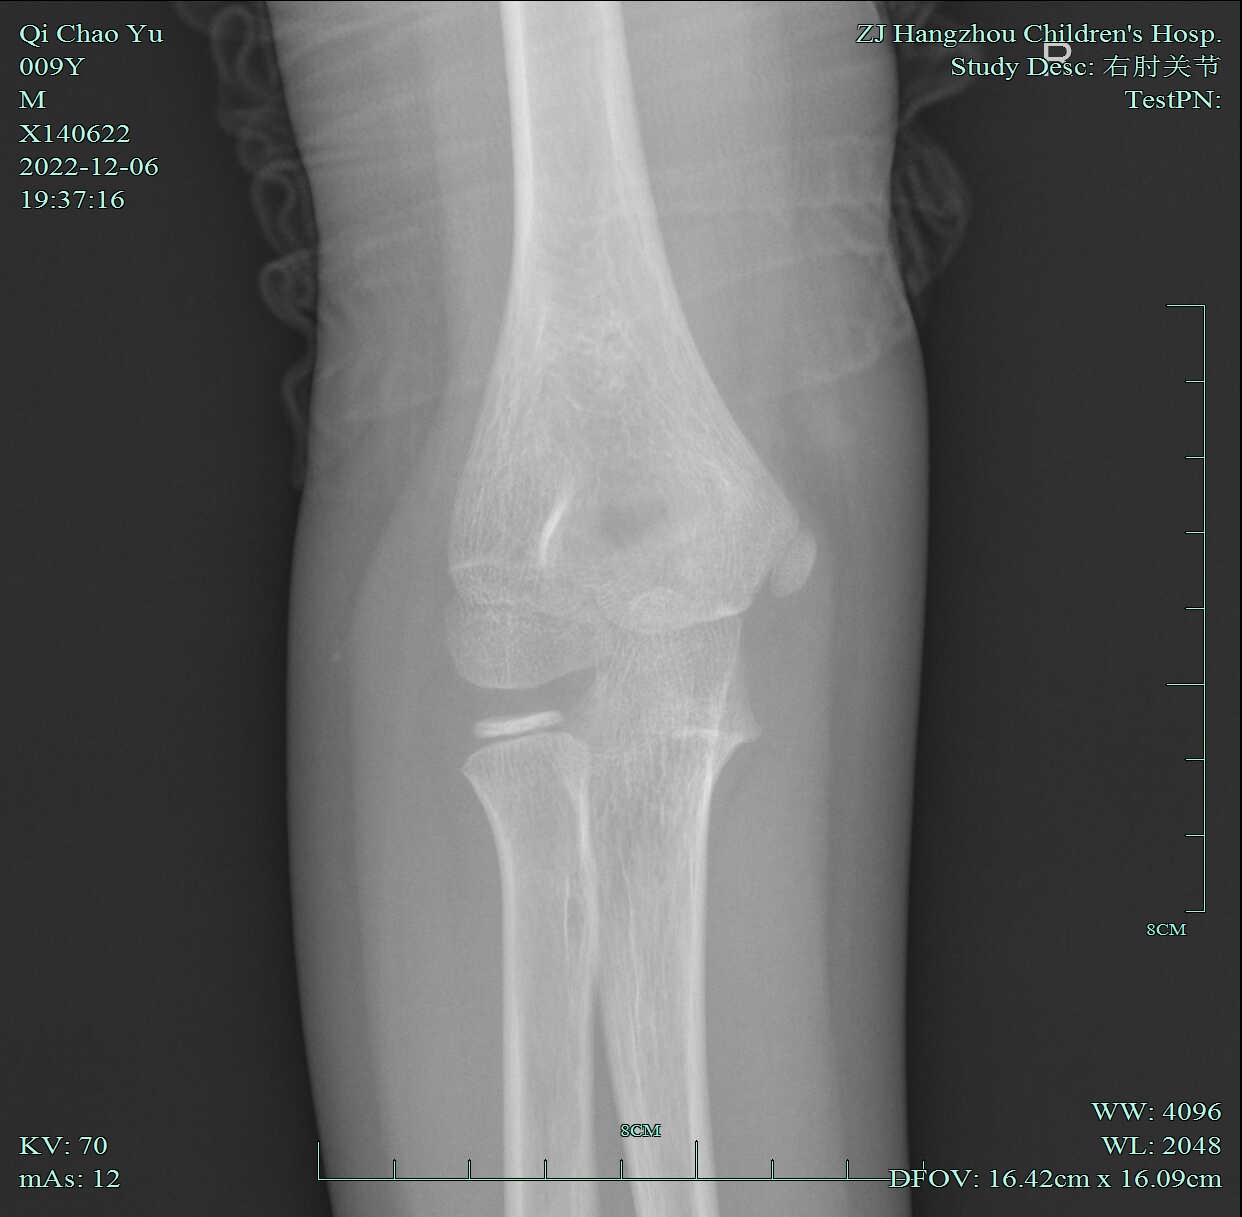 Qi Chao Yu
009Y
M
X140622
2022-12-06
19:37:16
ZJ Hangzhou Children's Hosp.
Study Desc: 右肘关节
TestPN:
8CM
8CM
KV: 70
mAs: 12
WW: 4096
WL: 2048
DFOV: 16.42cm x 16.09cm